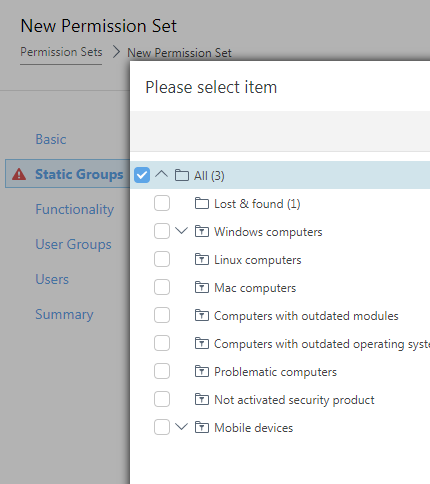 New Permission Set
Permission Sets > New Permission Set
Please select item
Basic
Static Groups
Functionality
User Groups
Users
Summary
All (3)
Lost & found (1)
Windows computers
Linux computers
Mac computers
Computers with outdated modules
Computers with outdated operating syste
Problematic computers
Not activated security product
Mobile devices